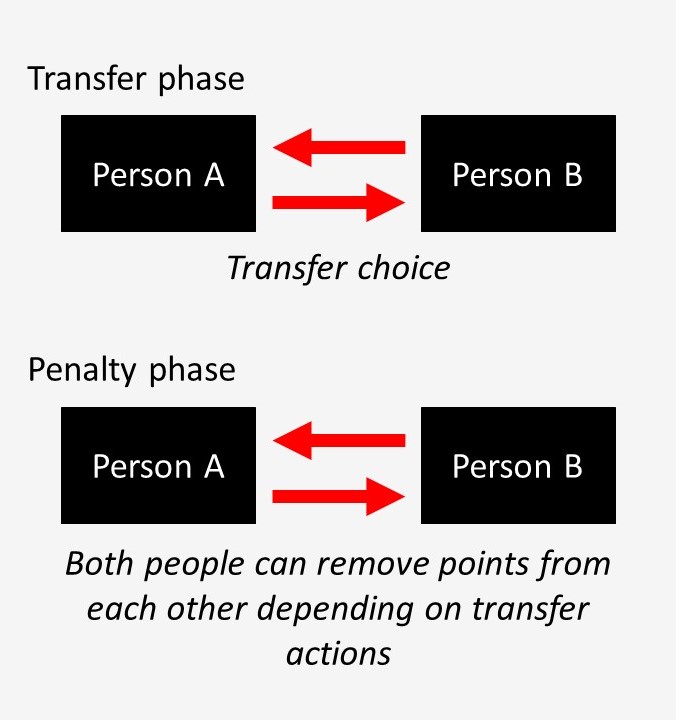 Transfer phase
Person A
Person B
Transfer choice
Penalty phase
Person A
Person B
Both people can remove points from
each other depending on transfer
actions